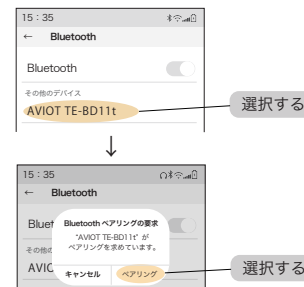 15：35
← Bluetooth
Bluetooth
その他のデバイス
AVIOT TE-BD11t
選択する
↓
15：35
← Bluetooth
Bluet
Bluetooth ペアリングの要求
"AVIOT TE-BD11t" が
ペアリングを求めています。
その他の
AVIC
キャンセル ペアリング
選択する